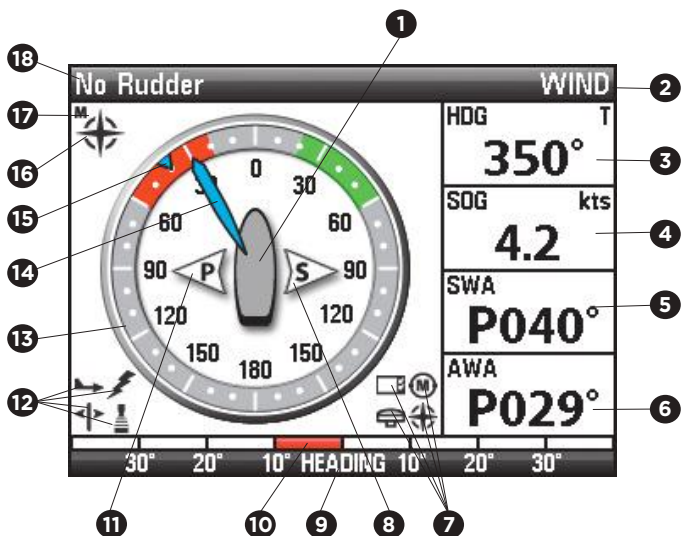 1
18 No Rudder WIND 2
17 M
HDG T
350° 3
16
15
SOG kts
4.2 4
14
0
30 30
60 60
90 P S 90
120 120
150 150
180
SWA
P040° 5
13
AWA
P029° 6
12
M
30° 20° 10° HEADING 10° 20° 30°
11 10 9 8 7